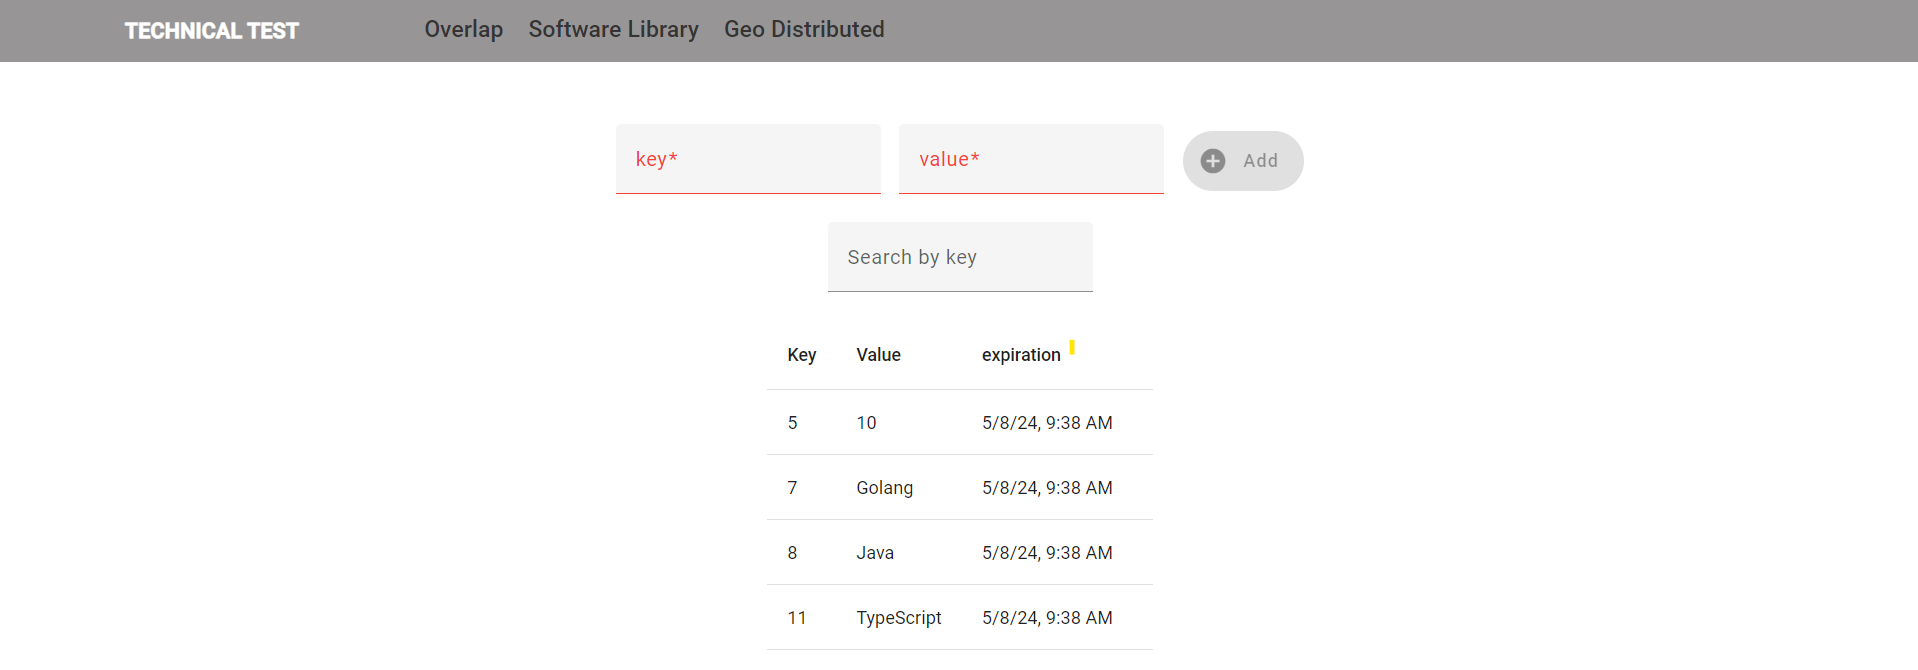 TECHNICAL TEST Overlap Software Library Geo Distributed
key* value* Add
Search by key
Key Value expiration
5 10 5/8/24, 9:38 AM
7 Golang 5/8/24, 9:38 AM
8 Java 5/8/24, 9:38 AM
11 TypeScript 5/8/24, 9:38 AM